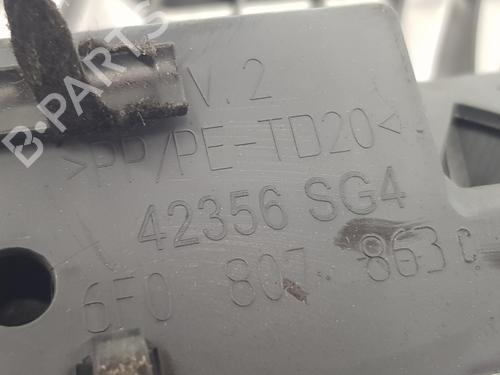 V.2
>PP/PE-TD20<
42356 SG4
6F0 807 863 C
B-PARTS